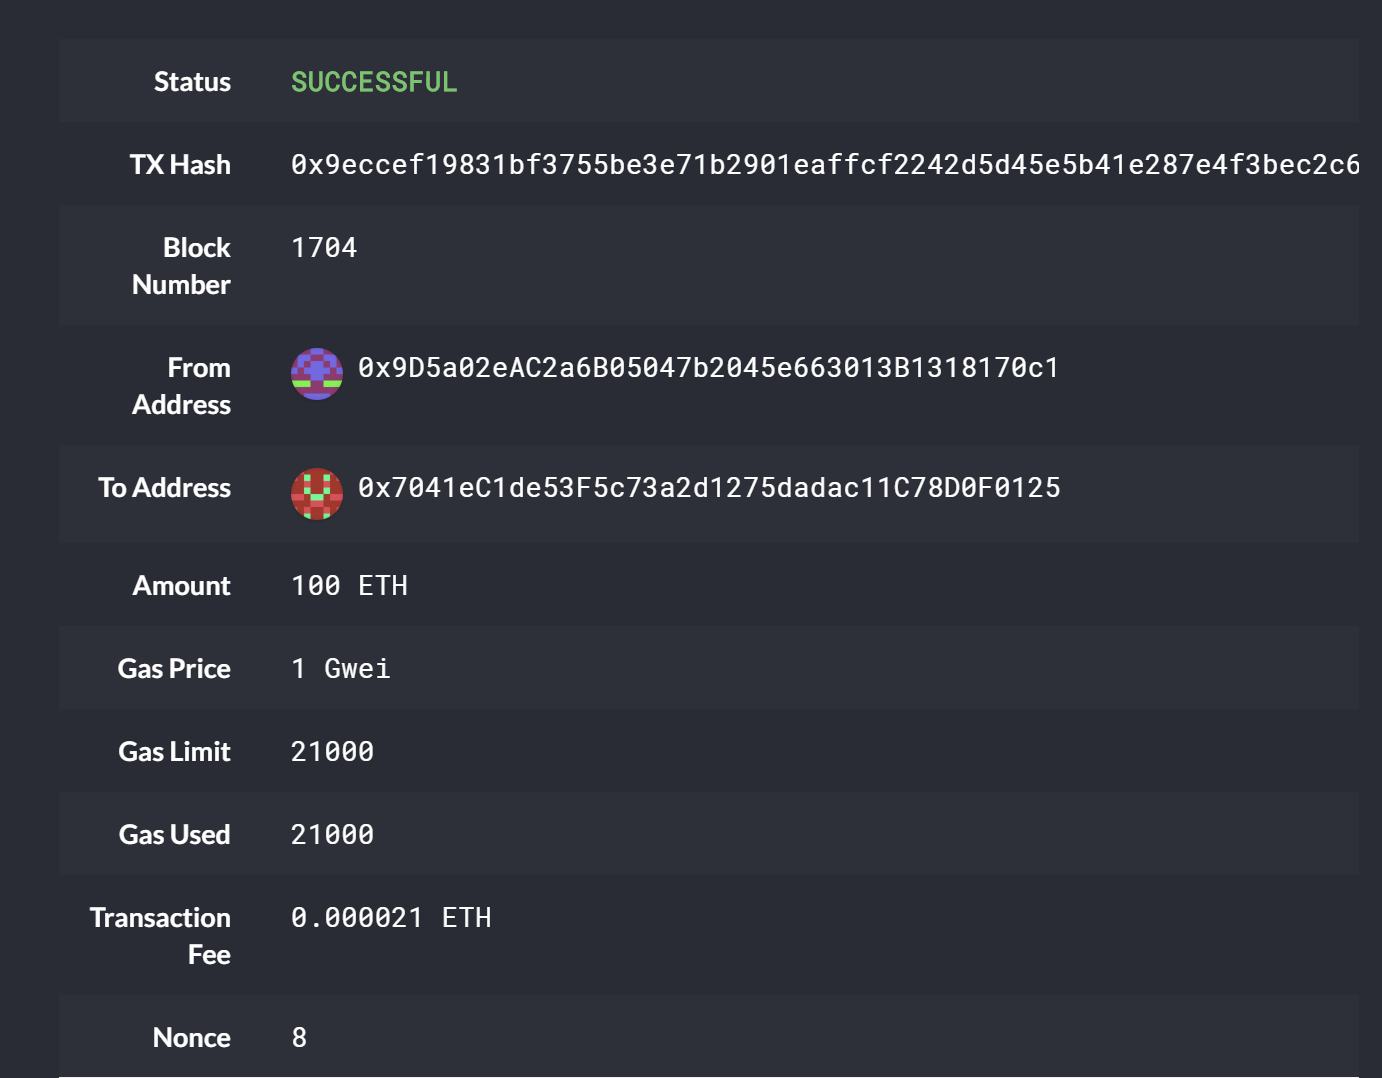 Status SUCCESSFUL
TX Hash 0x9eccef19831bf3755be3e71b2901eaffcf2242d5d45e5b41e287e4f3bec2c6
Block 1704
Number
From 0x9D5a02eAC2a6B05047b2045e663013B1318170c1
Address
To Address 0x7041eC1de53F5c73a2d1275dadac11C78D0F0125
Amount 100 ETH
Gas Price 1 Gwei
Gas Limit 21000
Gas Used 21000
Transaction 0.000021 ETH
Fee
Nonce 8